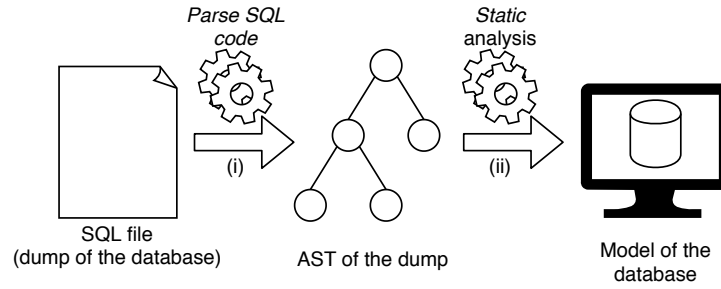 Parse SQL
code
Static
analysis
(i)
(ii)
SQL file
(dump of the database)
AST of the dump
Model of the
database